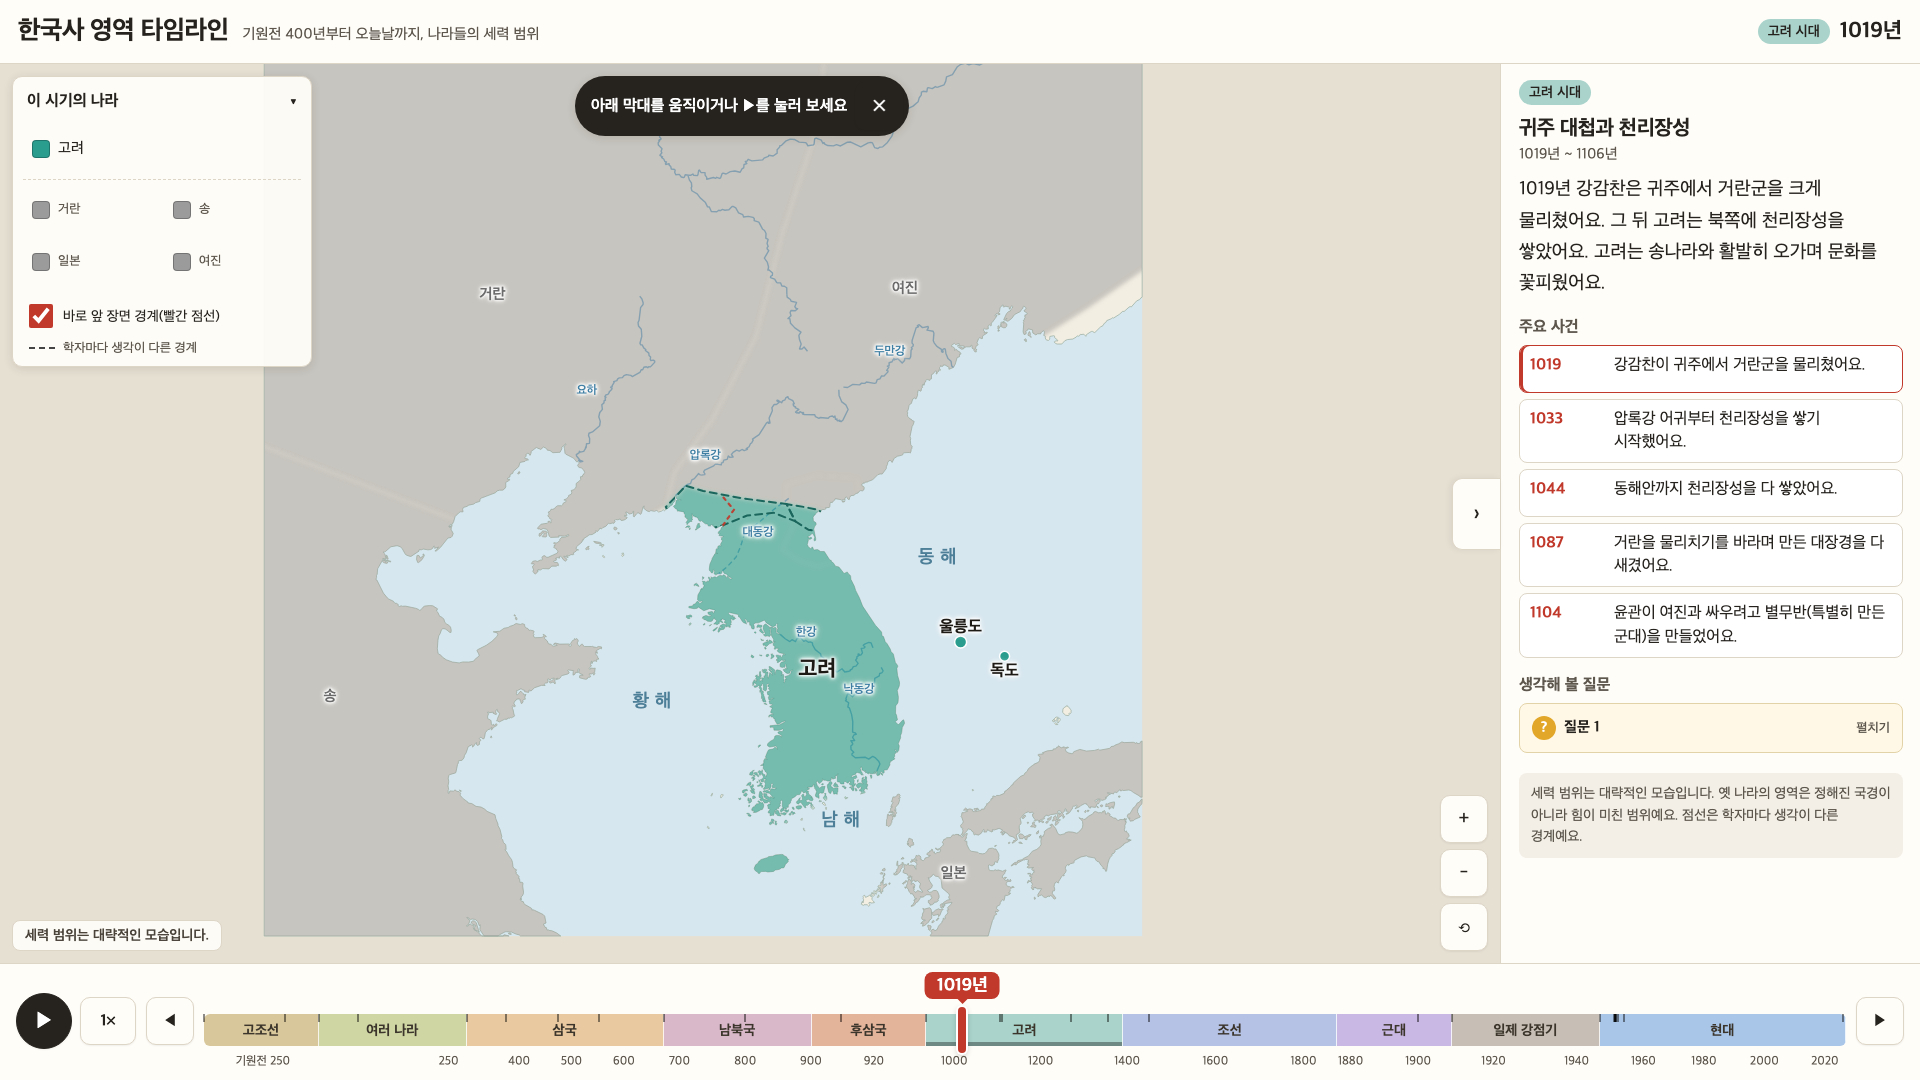 한국사 영역 타임라인
기원전 400년부터 오늘날까지, 나라들의 세력 범위
고려 시대
1019년
이 시기의 나라
고려
거란
송
일본
여진
바로 앞 장면 경계(빨간 점선)
학자마다 생각이 다른 경계
아래 막대를 움직이거나 ▶를 눌러 보세요
거란
여진
두만강
요하
압록강
대동강
동 해
울릉도
독도
한강
고려
낙동강
황 해
송
남 해
일본
세력 범위는 대략적인 모습입니다.
고려 시대
귀주 대첩과 천리장성
1019년 ~ 1106년
1019년 강감찬은 귀주에서 거란군을 크게
물리쳤어요. 그 뒤 고려는 북쪽에 천리장성을
쌓았어요. 고려는 송나라와 활발히 오가며 문화를
꽃피웠어요.
주요 사건
1019 강감찬이 귀주에서 거란군을 물리쳤어요.
1033 압록강 어귀부터 천리장성을 쌓기
시작했어요.
1044 동해안까지 천리장성을 다 쌓았어요.
1087 거란을 물리치기를 바라며 만든 대장경을 다
새겼어요.
1104 윤관이 여진과 싸우려고 별무반(특별히 만든
군대)을 만들었어요.
생각해 볼 질문
? 질문 1 펼치기
세력 범위는 대략적인 모습입니다. 옛 나라의 영역은 정해진 국경이
아니라 힘이 미친 범위예요. 점선은 학자마다 생각이 다른
경계예요.
1019년
1×
고조선 여러 나라 삼국 남북국 후삼국 고려 조선 근대 일제 강점기 현대
기원전 250 250 400 500 600 700 800 900 920 1000 1200 1400 1600 1800 1880 1900 1920 1940 1960 1980 2000 2020